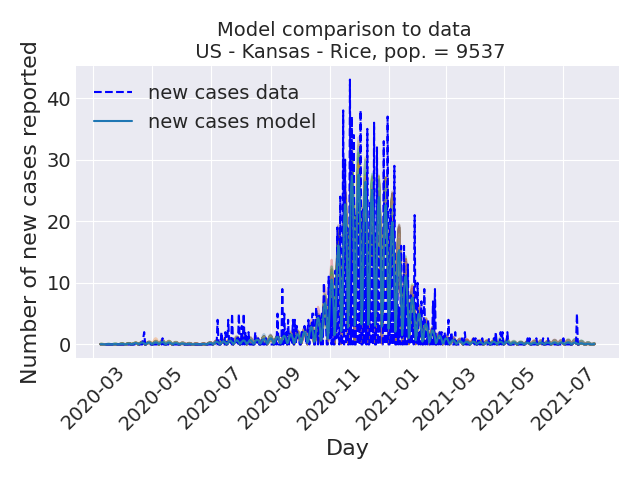 Model comparison to data
US - Kansas - Rice, pop. = 9537
Number of new cases reported
40
30
20
10
0
new cases data
new cases model
2020-03
2020-05
2020-07
2020-09
2020-11
2021-01
2021-03
2021-05
2021-07
Day